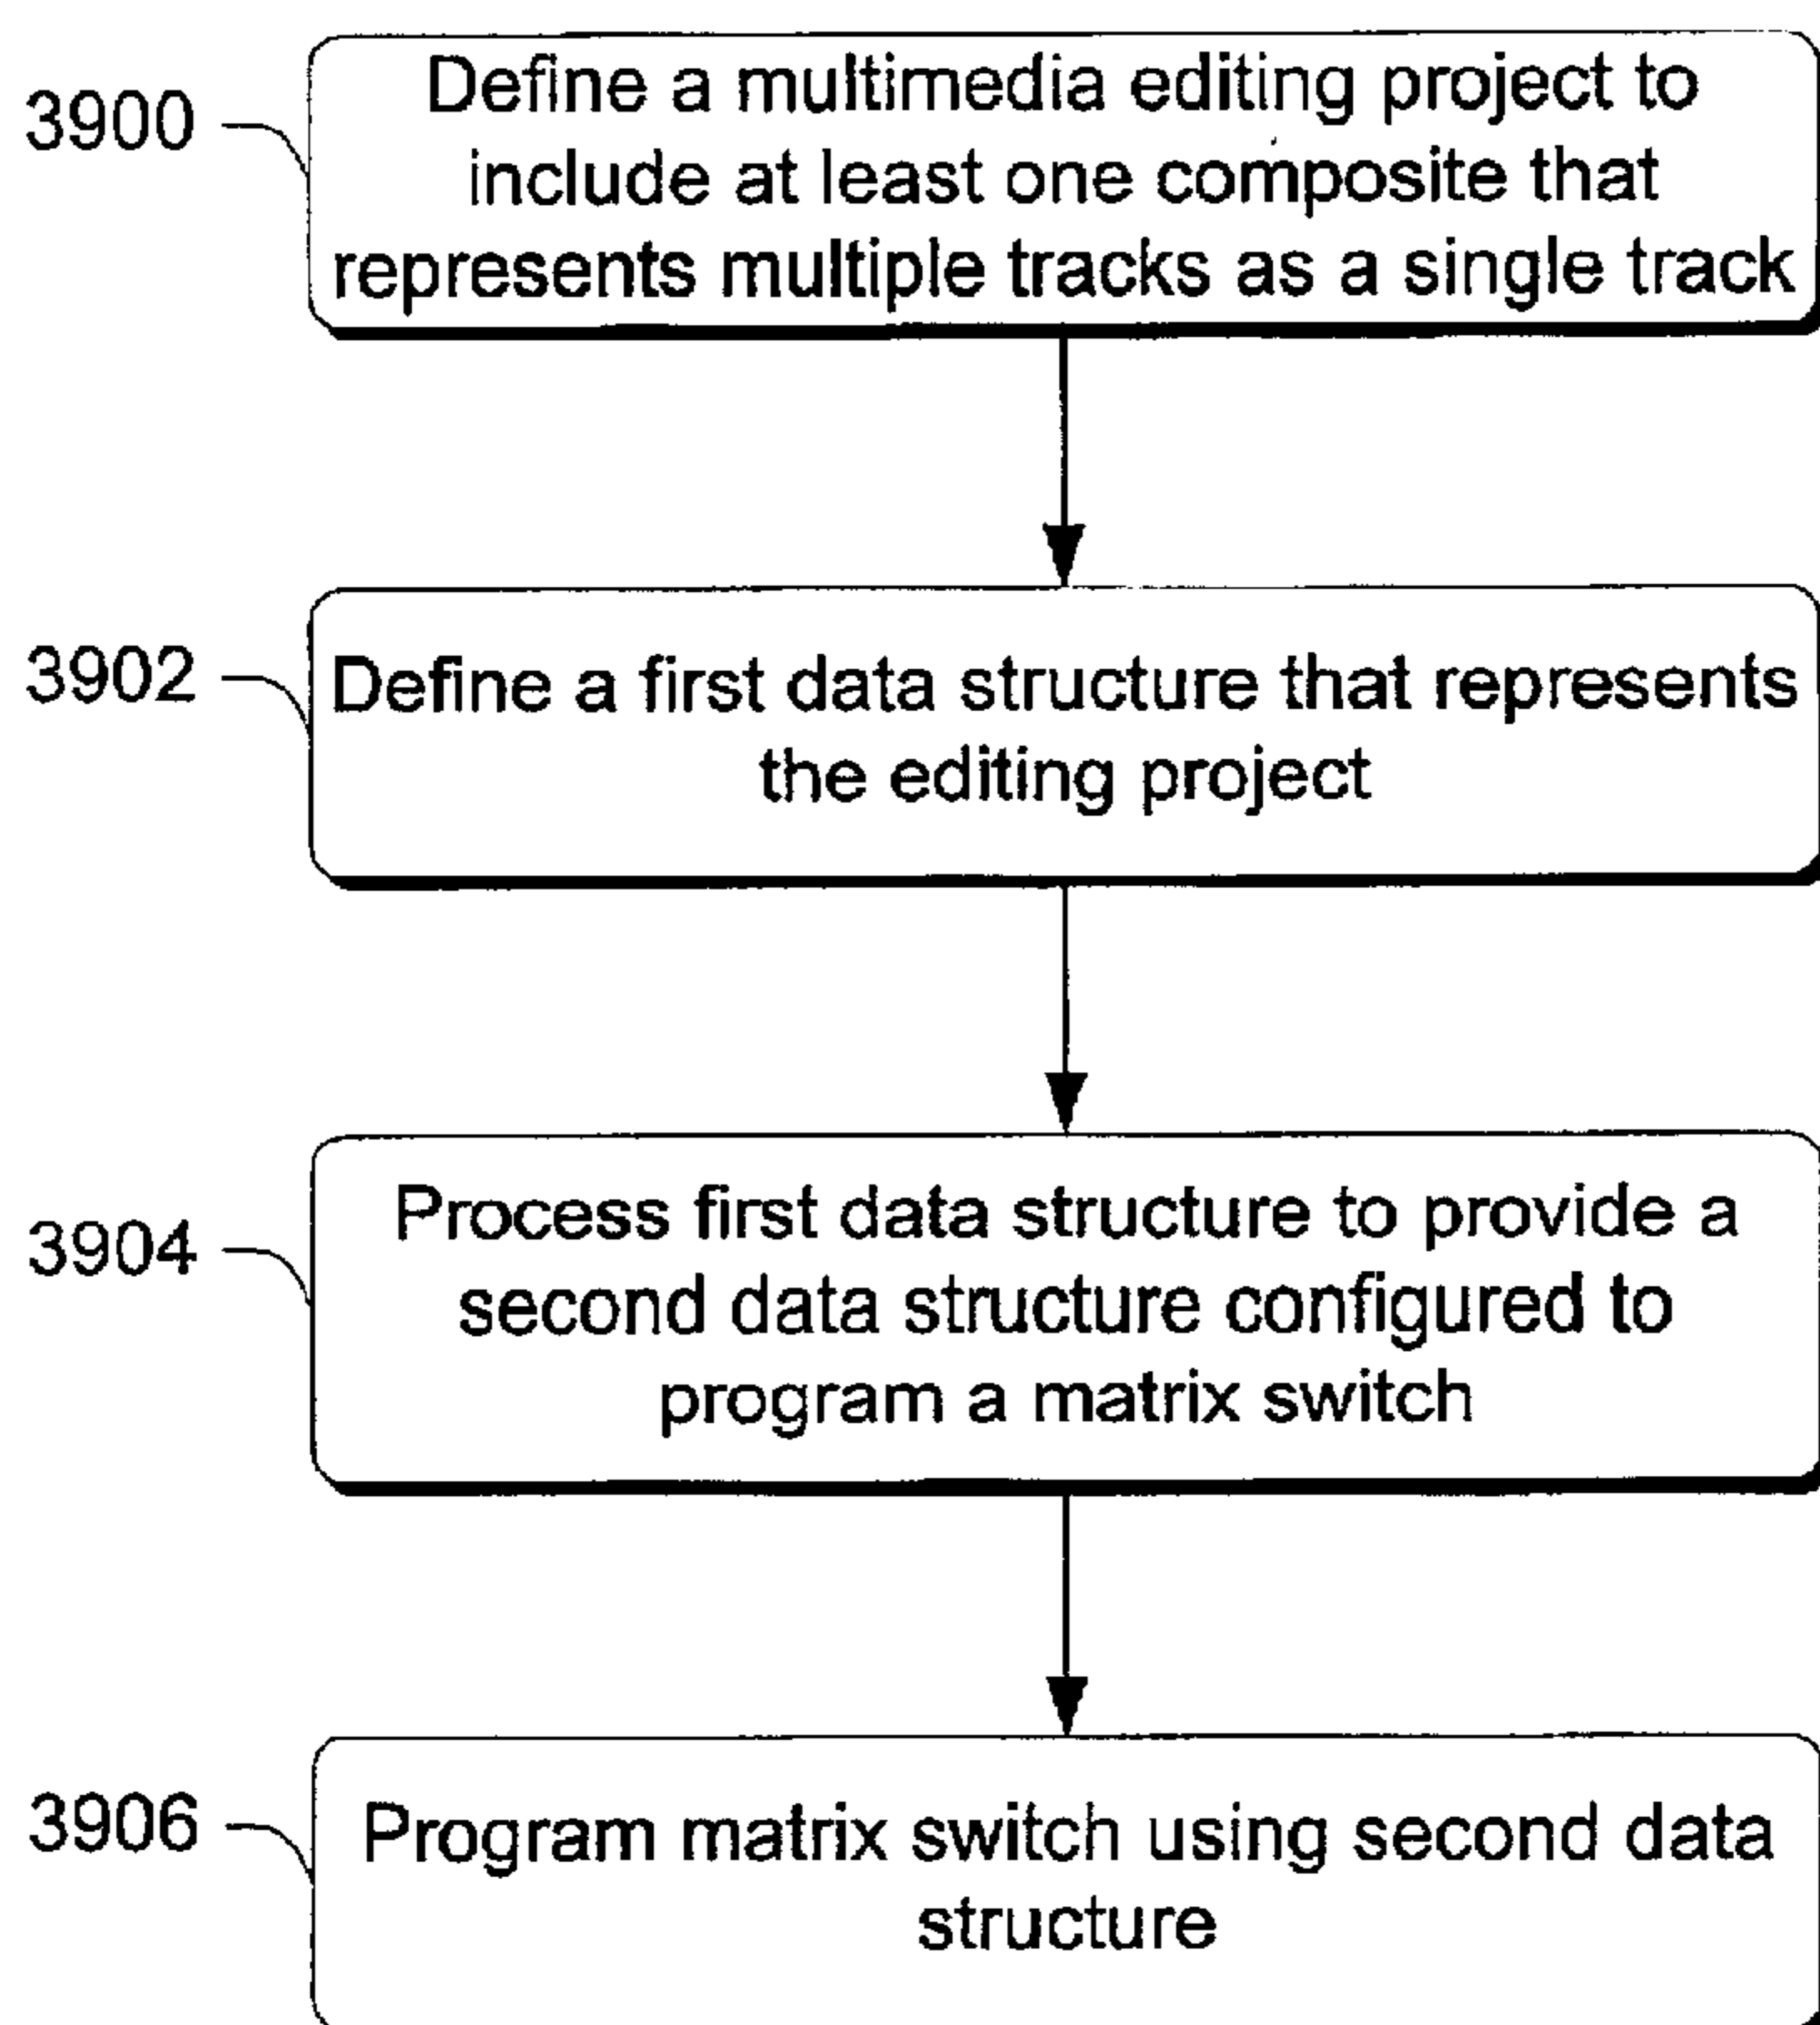 3900
Define a multimedia editing project to
include at least one composite that
represents multiple tracks as a single track
3902
Define a first data structure that represents
the editing project
3904
Process first data structure to provide a
second data structure configured to
program a matrix switch
3906
Program matrix switch using second data
structure